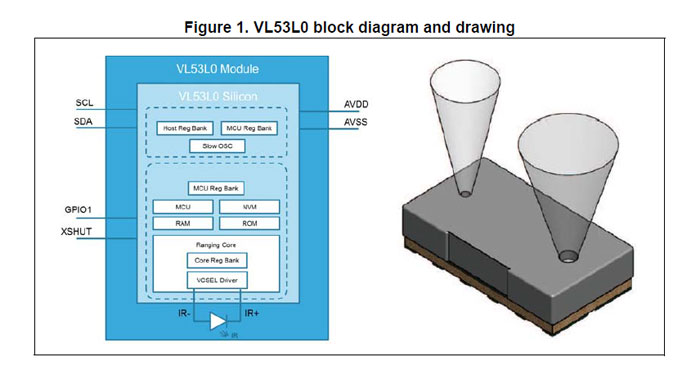 Figure 1. VL53L0 block diagram and drawing
VL53L0 Module
VL53L0 Silicon
SCL
SDA
AVDD
AVSS
Host Reg Bank
MCU Reg Bank
Slow OSC
MCU Reg Bank
GPIO1
XSHUT
MCU
NVM
RAM
ROM
Ranging Core
Core Reg Bank
VCSEL Driver
IR-
IR+